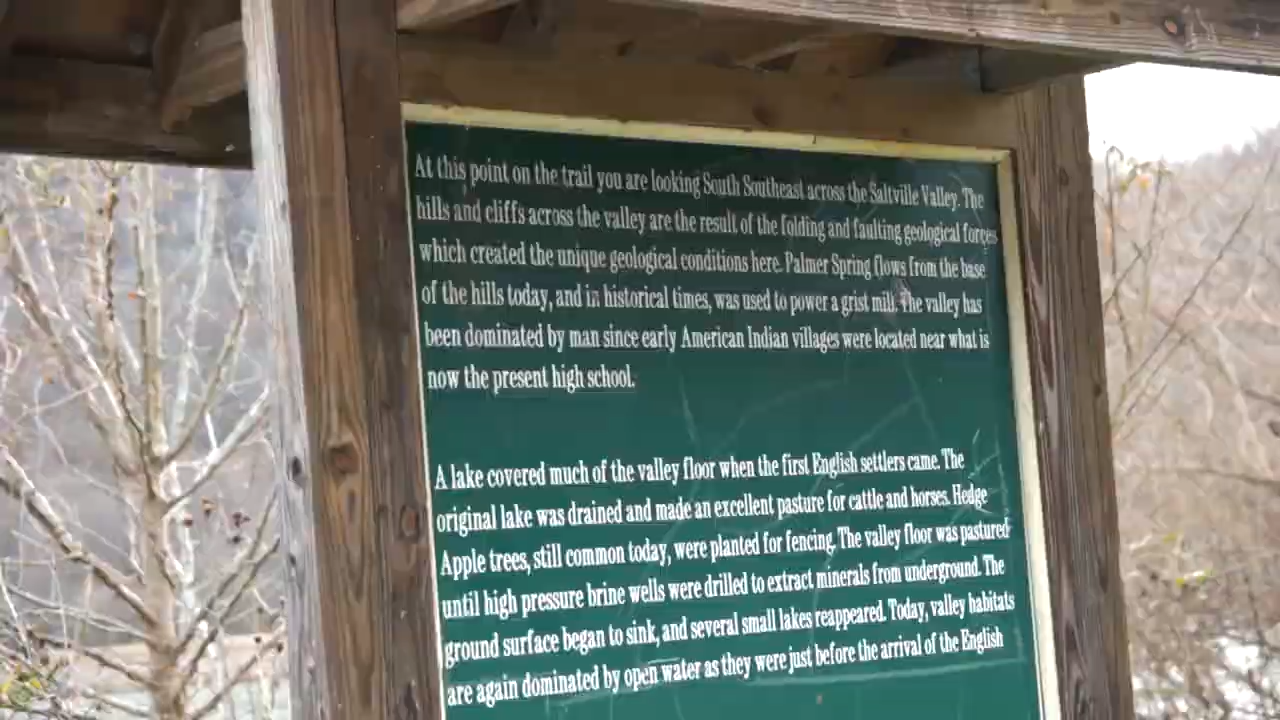 At this point on the trail you are looking South Southeast across the Saltville Valley. The
hills and cliffs across the valley are the result of the folding and faulting geological forges
which created the unique geological conditions here. Palmer Spring flows from the base
of the hills today, and in historical times, was used to power a grist mill. The valley has
been dominated by man since early American Indian villages were located near what is
now the present high school.
A lake covered much of the valley floor when the first English settlers came. The
original lake was drained and made an excellent pasture for cattle and horses. Hedge
Apple trees, still common today, were planted for fencing. The valley floor was pastured
until high pressure brine wells were drilled to extract minerals from underground. The
ground surface began to sink, and several small lakes reappeared. Today, valley habitats
are again dominated by open water as they were just before the arrival of the English